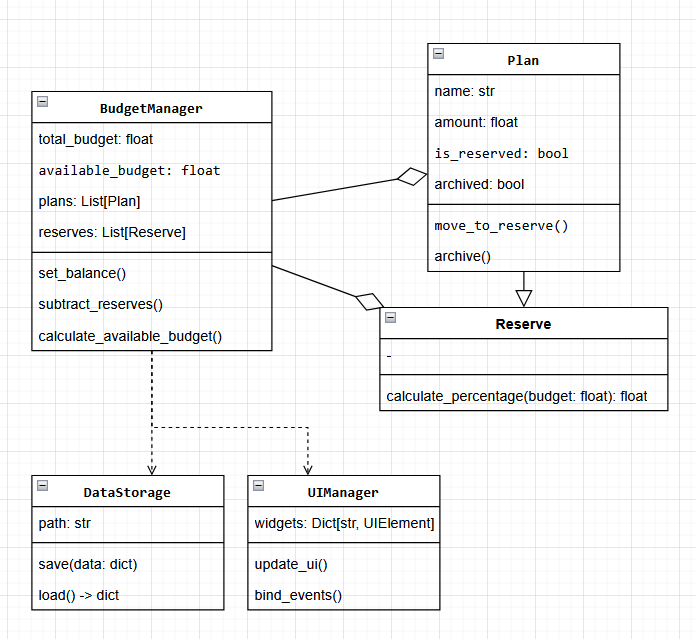 Plan
name: str
amount: float
is_reserved: bool
archived: bool
move_to_reserve()
archive()
BudgetManager
total_budget: float
available_budget: float
plans: List[Plan]
reserves: List[Reserve]
set_balance()
subtract_reserves()
calculate_available_budget()
Reserve
-
calculate_percentage(budget: float): float
DataStorage
path: str
save(data: dict)
load() -> dict
UIManager
widgets: Dict[str, UIElement]
update_ui()
bind_events()